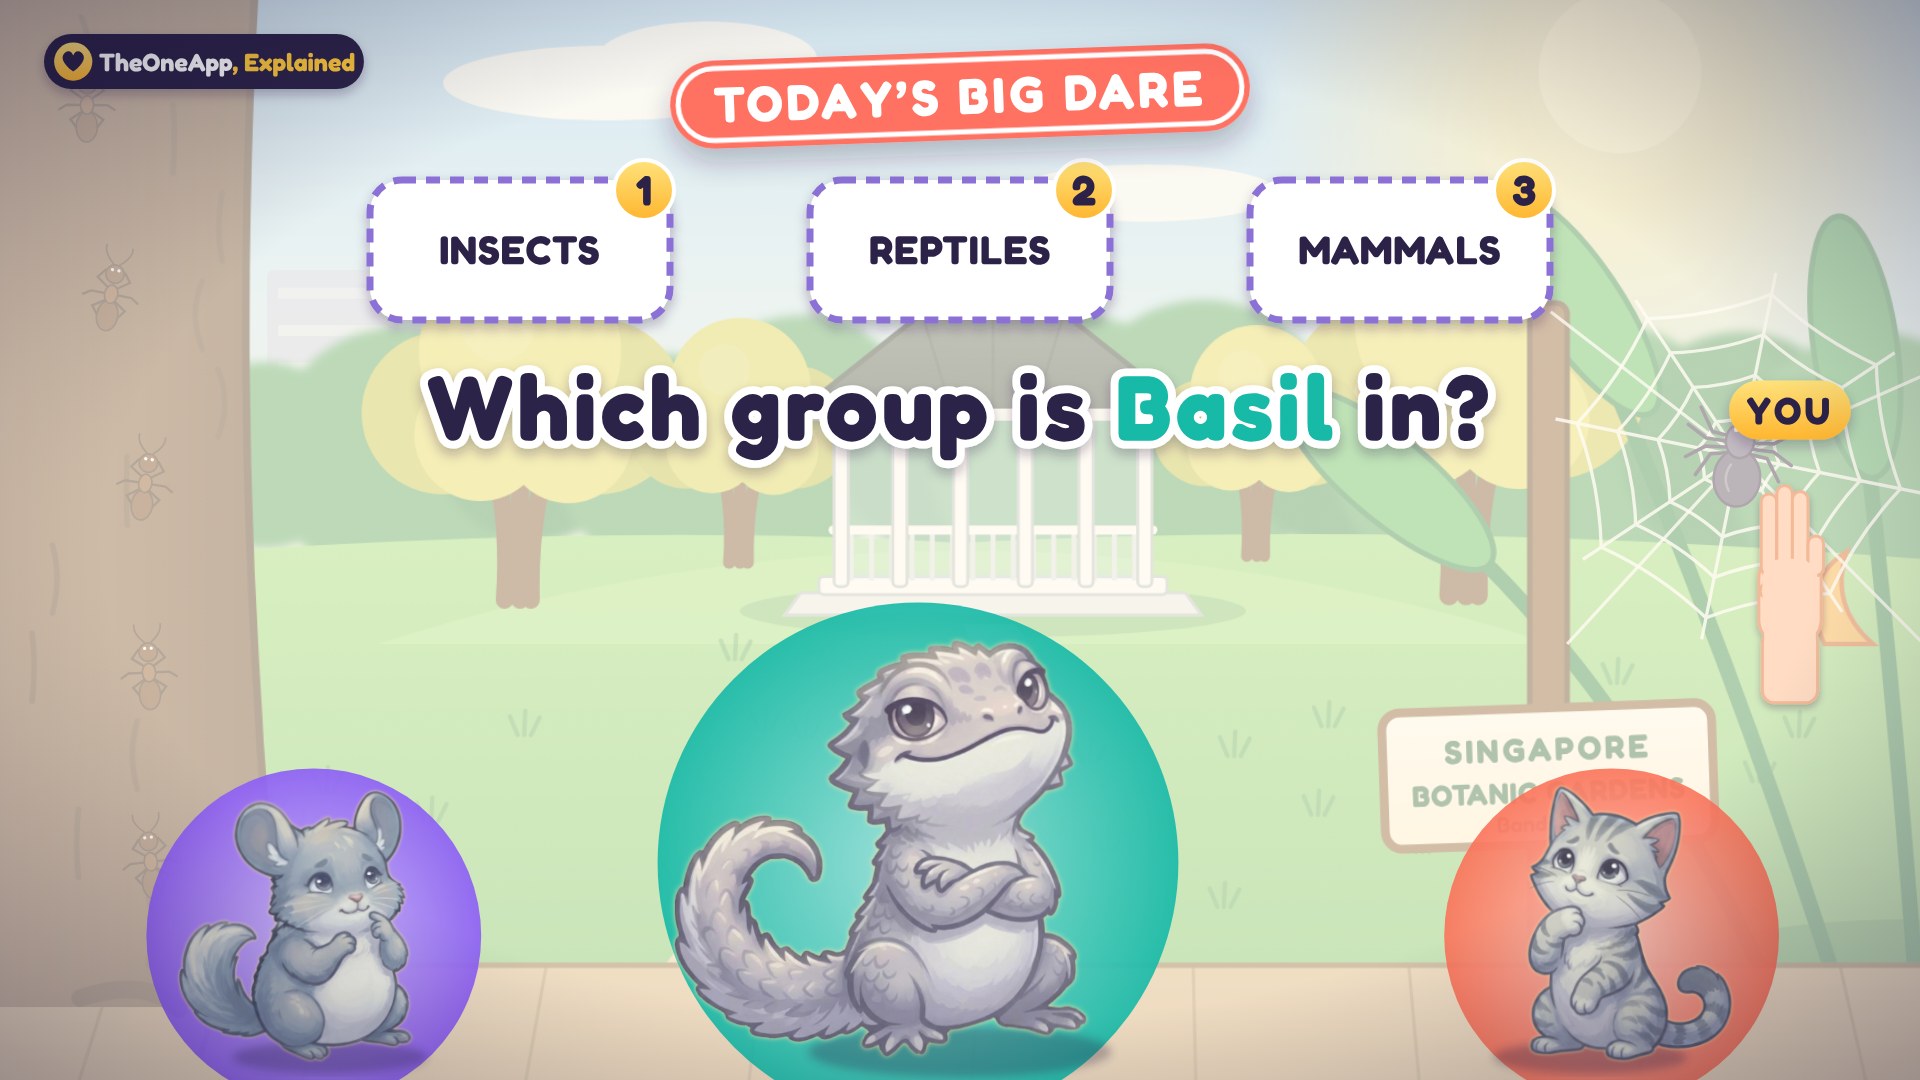 TheOneApp, Explained
TODAY'S BIG DARE
1
2
3
INSECTS
REPTILES
MAMMALS
Which group is Basil in?
YOU
SINGAPORE
BOTANIC GARDENS